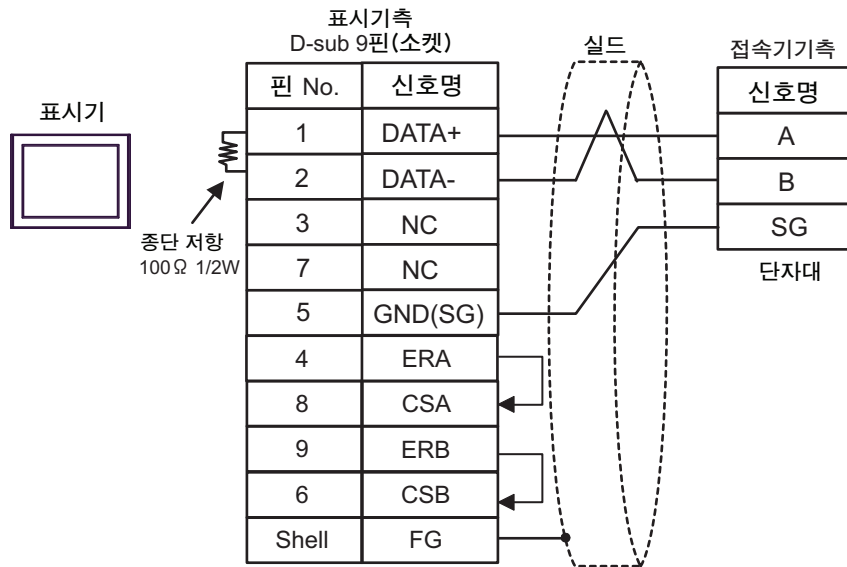 표시기측
D-sub 9핀(소켓)
실드
접속기기측
표시기
핀 No. 신호명
신호명
1 DATA+
A
2 DATA-
B
3 NC
SG
종단 저항
100Ω 1/2W
7 NC
단자대
5 GND(SG)
4 ERA
8 CSA
9 ERB
6 CSB
Shell FG